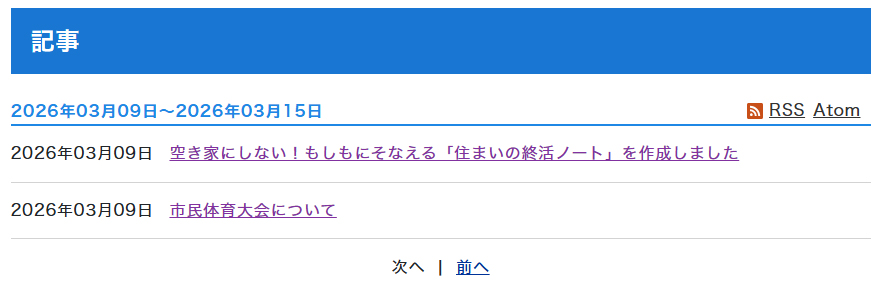 記事
2026年03月09日～2026年03月15日 RSS Atom
2026年03月09日 空き家にしない！もしもにそなえる「住まいの終活ノート」を作成しました
2026年03月09日 市民体育大会について
次へ | 前へ